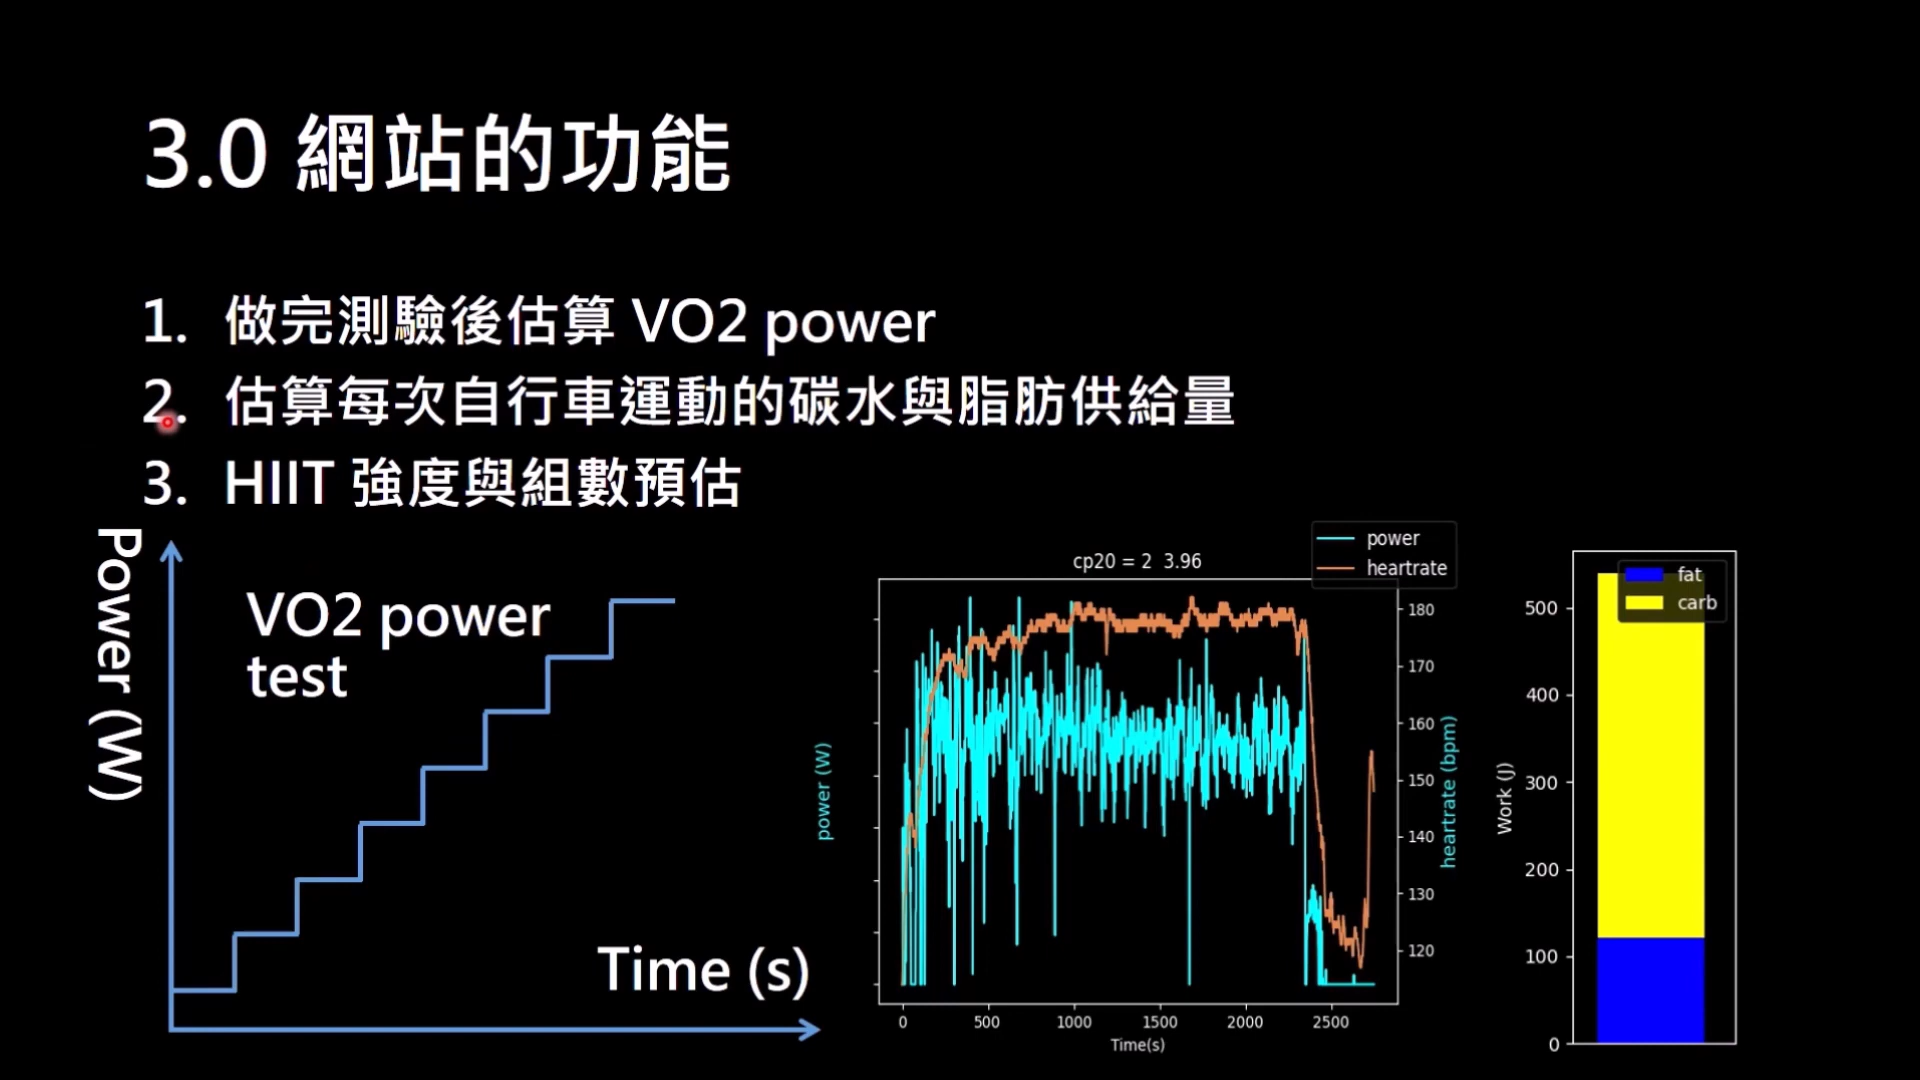 3.0 網站的功能
1. 做完測驗後估算 VO2 power
2. 估算每次自行車運動的碳水與脂肪供給量
3. HIIT 強度與組數預估
Power (W)
VO2 power
test
Time (s)
cp20 = 2  3.96
power
heartrate
power (W)
180
170
160
150
140
130
120
heartrate (bpm)
0 500 1000 1500 2000 2500
Time(s)
fat
carb
Work (J)
500
400
300
200
100
0